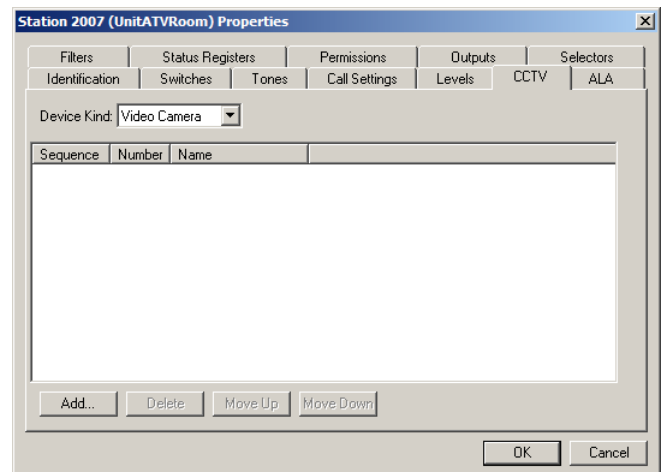 Station 2007 (UnitATVRoom) Properties
Filters Status Registers Permissions Outputs Selectors
Identification Switches Tones Call Settings Levels CCTV ALA
Device Kind: Video Camera
Sequence Number Name
Add... Delete Move Up Move Down
OK Cancel